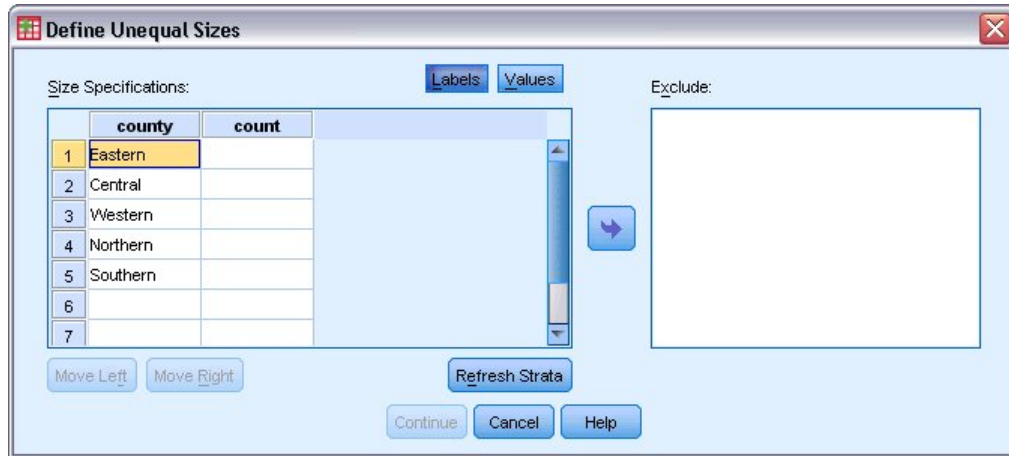 Define Unequal Sizes
Size Specifications:
Labels
Values
Exclude:
county count
1 Eastern
2 Central
3 Western
4 Northern
5 Southern
6
7
Move Left
Move Right
Refresh Strata
Continue
Cancel
Help